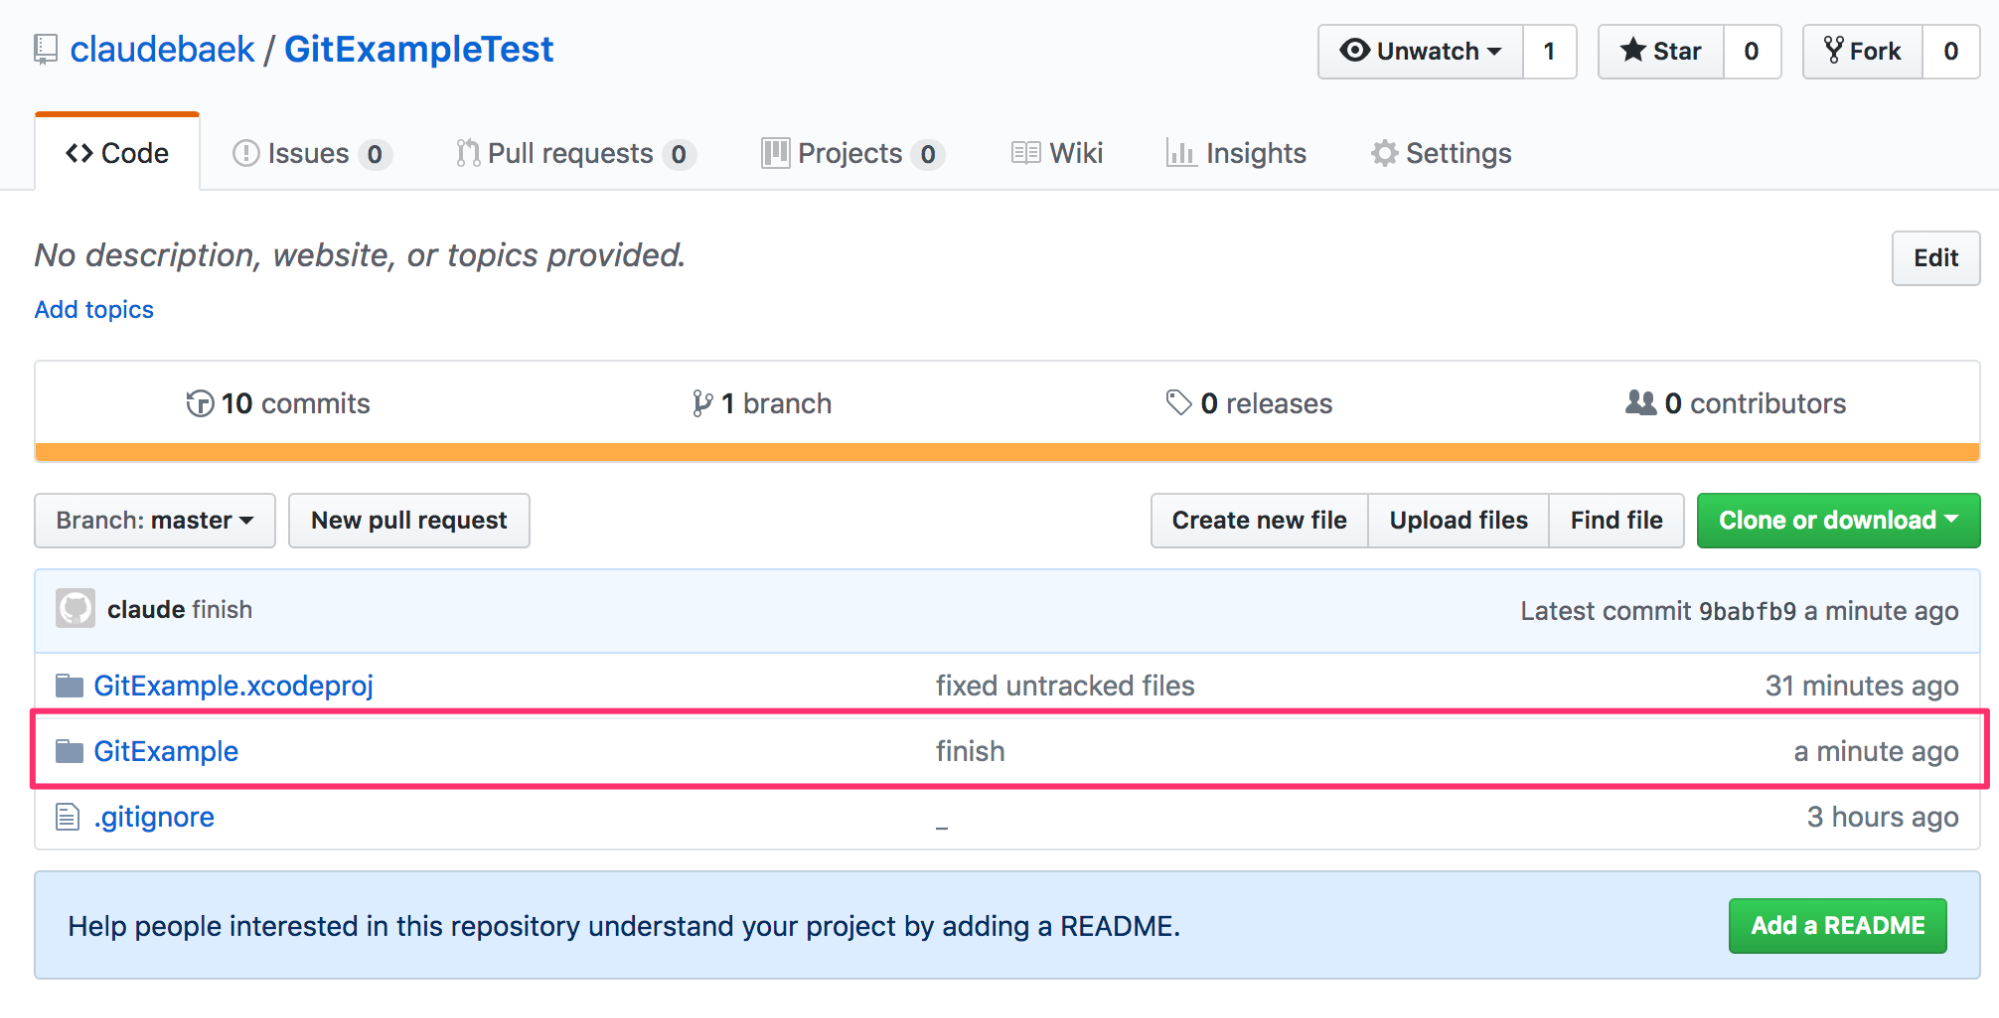 claudebaek / GitExampleTest
Unwatch 1 Star 0 Fork 0
Code Issues 0 Pull requests 0 Projects 0 Wiki Insights Settings
No description, website, or topics provided. Edit
Add topics
10 commits 1 branch 0 releases 0 contributors
Branch: master New pull request Create new file Upload files Find file Clone or download
claude finish Latest commit 9babfb9 a minute ago
GitExample.xcodeproj fixed untracked files 31 minutes ago
GitExample finish a minute ago
.gitignore _ 3 hours ago
Help people interested in this repository understand your project by adding a README. Add a README